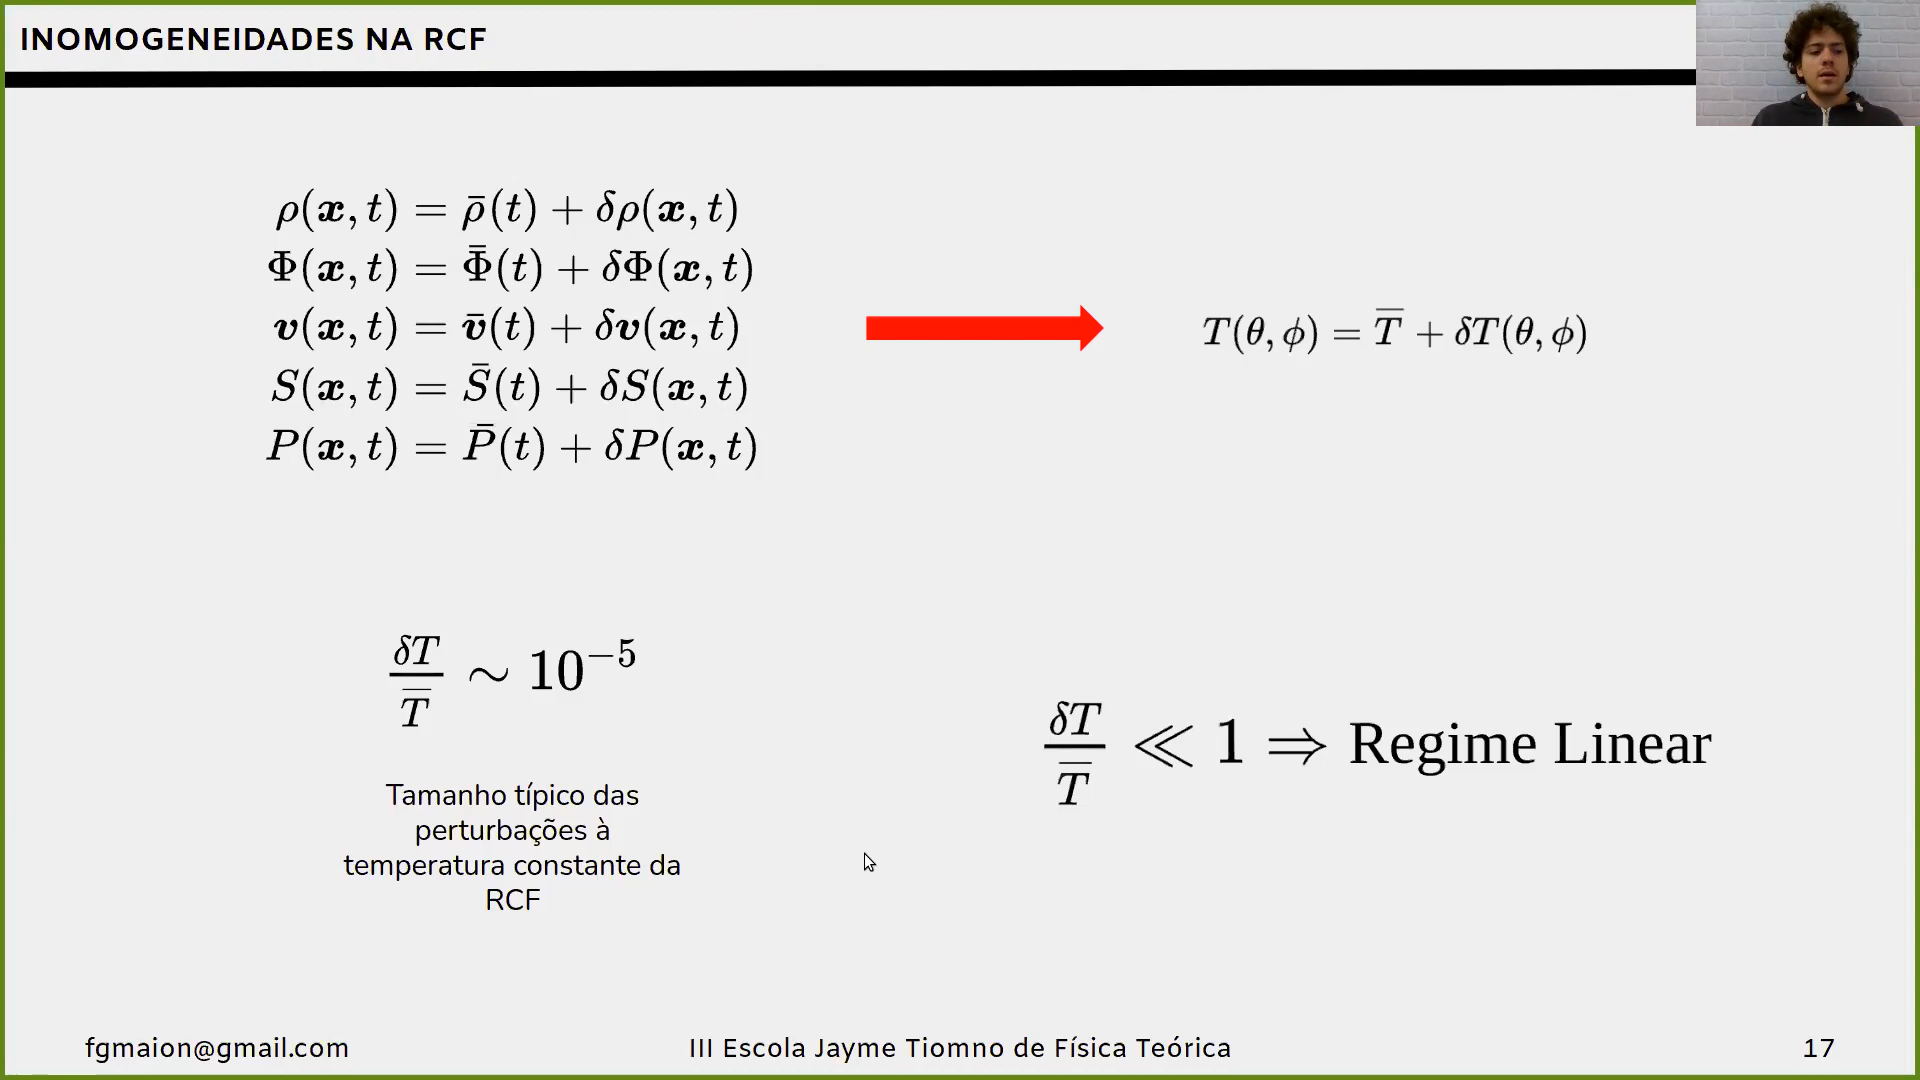 INOMOGENEIDADES NA RCF
ρ(x, t) = ρ̄(t) + δρ(x, t)
Φ(x, t) = Φ̄(t) + δΦ(x, t)
v(x, t) = v̄(t) + δv(x, t)
S(x, t) = S̄(t) + δS(x, t)
P(x, t) = P̄(t) + δP(x, t)
T(θ, ϕ) = T̄ + δT(θ, ϕ)
δT/T̄ ∼ 10⁻⁵
Tamanho típico das
perturbações à
temperatura constante da
RCF
δT/T̄ ≪ 1 ⇒ Regime Linear
fgmaion@gmail.com
III Escola Jayme Tiomno de Física Teórica
17